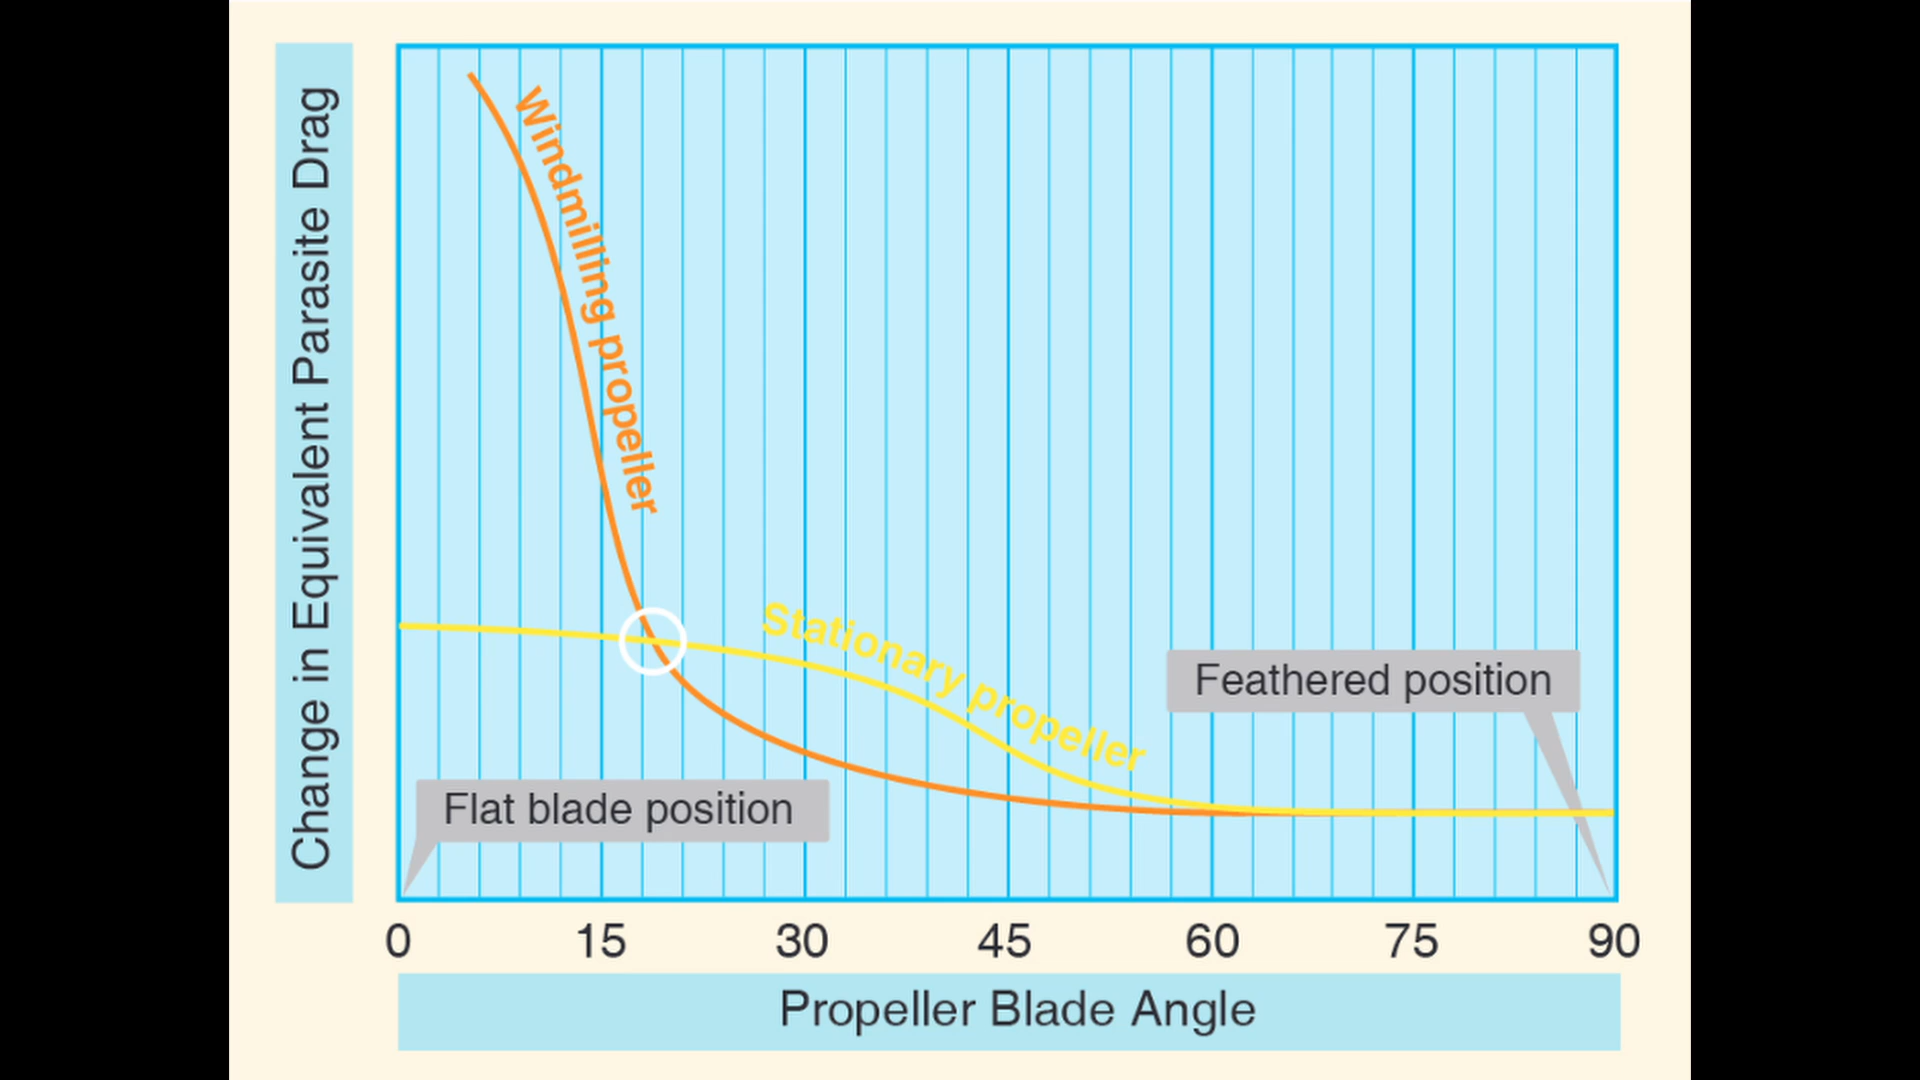 Change in Equivalent Parasite Drag
Windmilling propeller
Stationary propeller
Feathered position
Flat blade position
0 15 30 45 60 75 90
Propeller Blade Angle